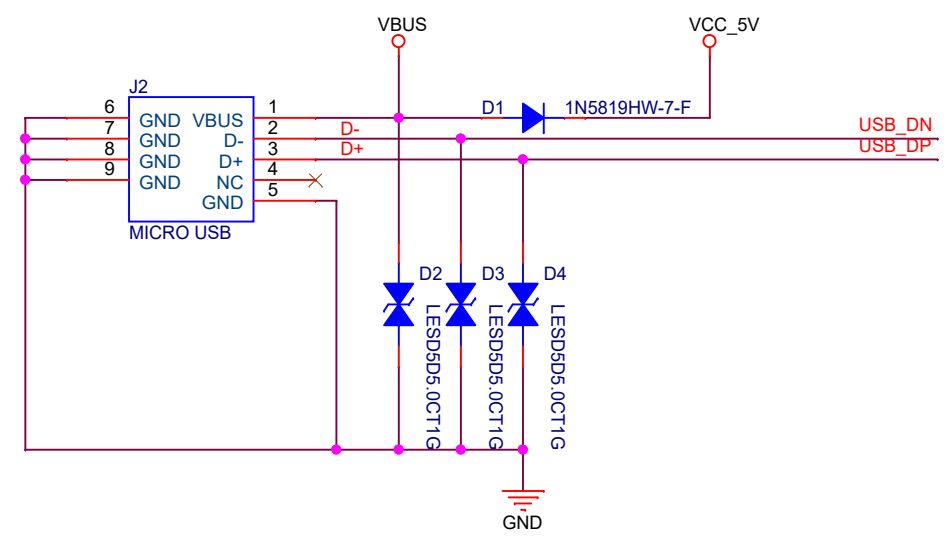 VBUS
VCC_5V
J2
D1
1N5819HW-7-F
6
GND
VBUS
1
7
GND
D-
2
D-
USB_DN
8
GND
D+
3
D+
USB_DP
9
GND
NC
4
GND
5
MICRO USB
D2
D3
D4
LESD5D5.0CT1G
LESD5D5.0CT1G
LESD5D5.0CT1G
GND